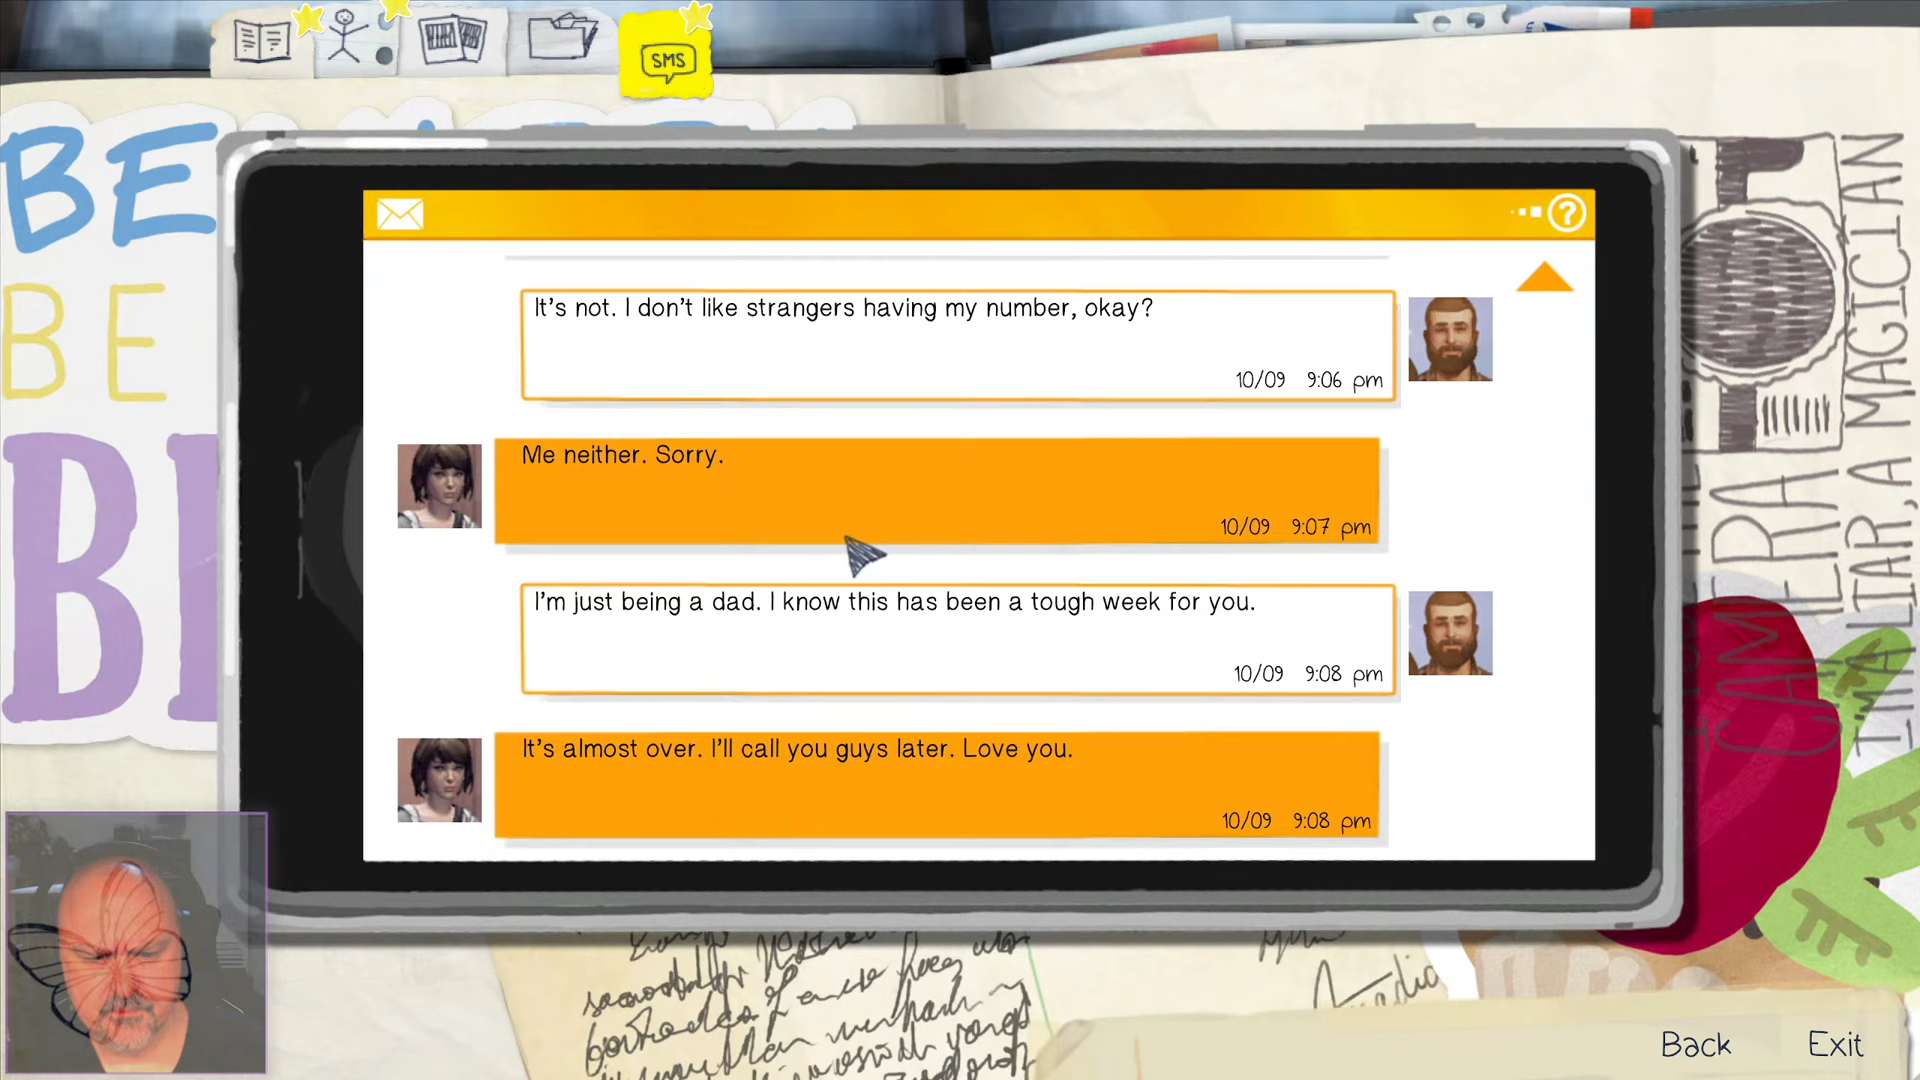 SMS
BE
BE
It's not. I don't like strangers having my number, okay?
10/09 9:06 pm
Me neither. Sorry.
10/09 9:07 pm
I'm just being a dad. I know this has been a tough week for you.
10/09 9:08 pm
It's almost over. I'll call you guys later. Love you.
10/09 9:08 pm
CAMERA
I'M A LIAR, A MAGICIAN
Back
Exit